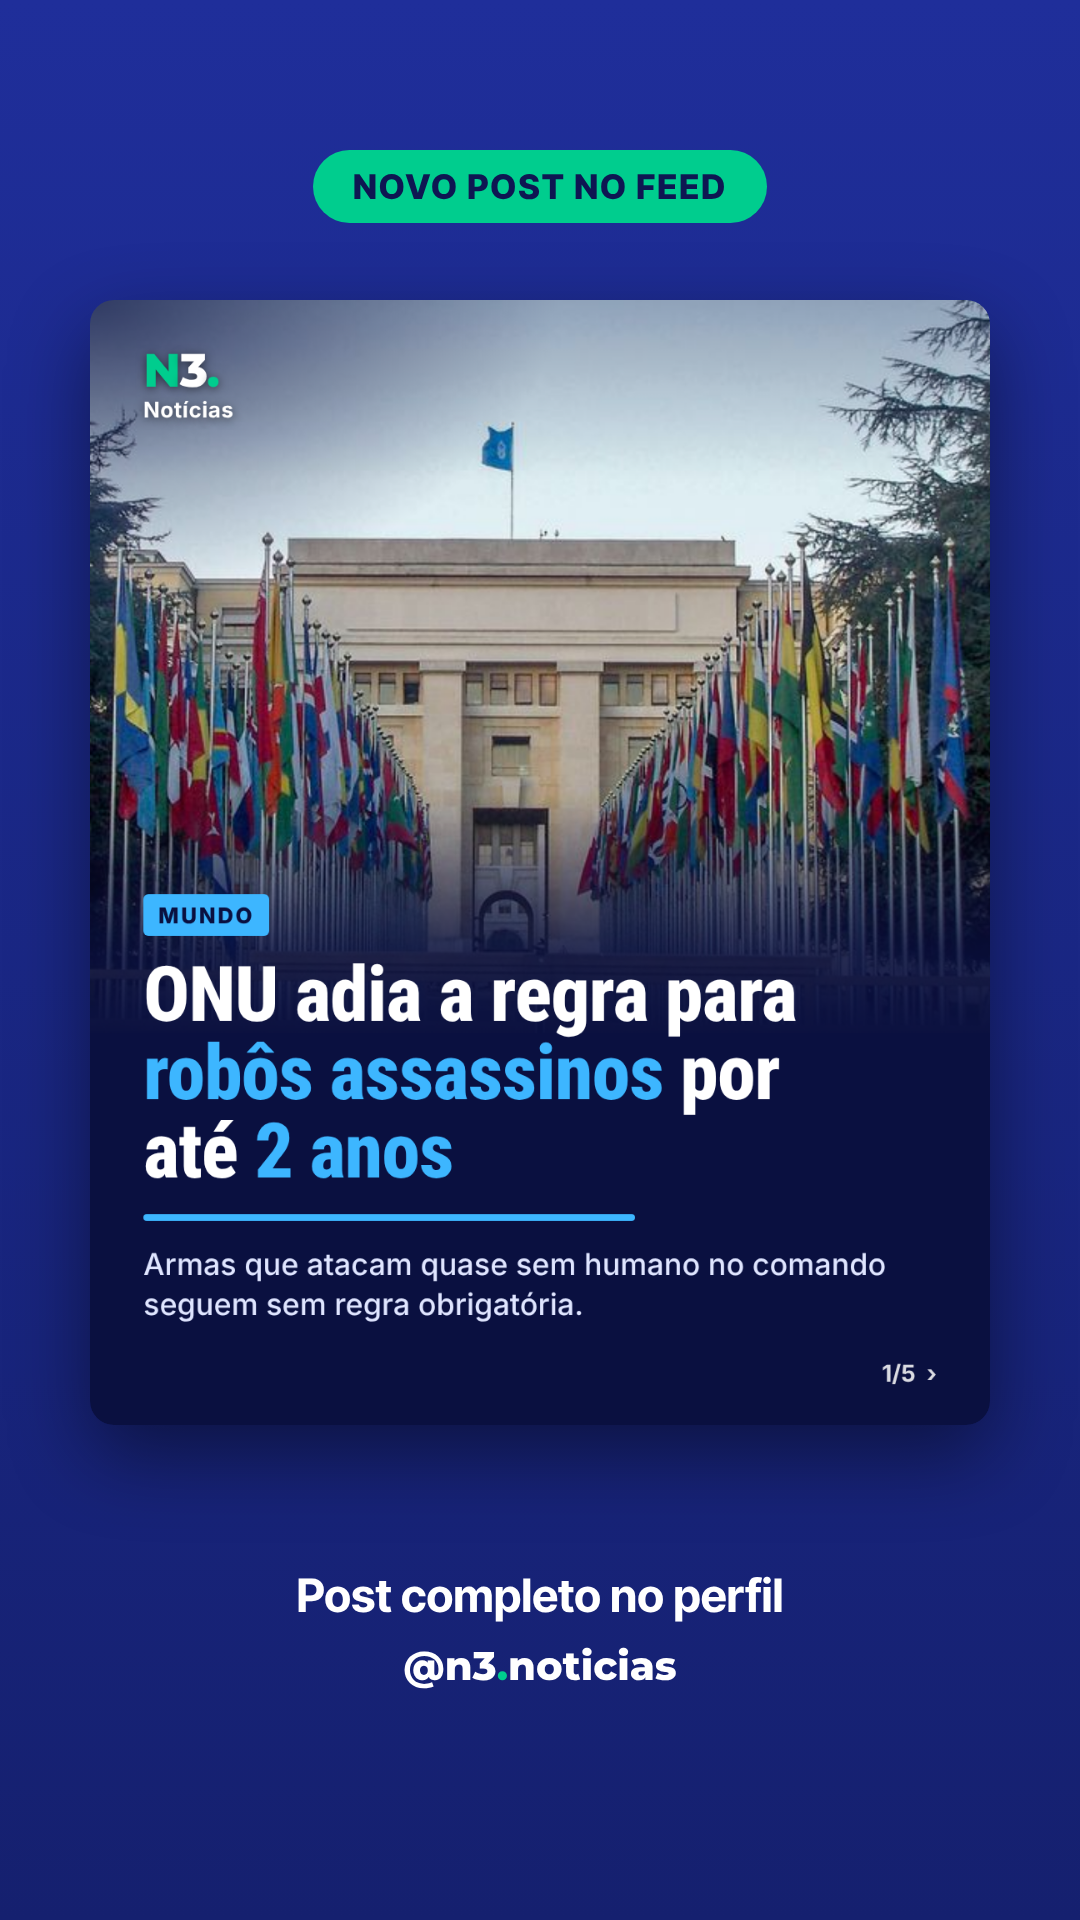 NOVO POST NO FEED
N3.
Notícias
MUNDO
ONU adia a regra para
robôs assassinos por
até 2 anos
Armas que atacam quase sem humano no comando
seguem sem regra obrigatória.
1/5 ›
Post completo no perfil
@n3.noticias